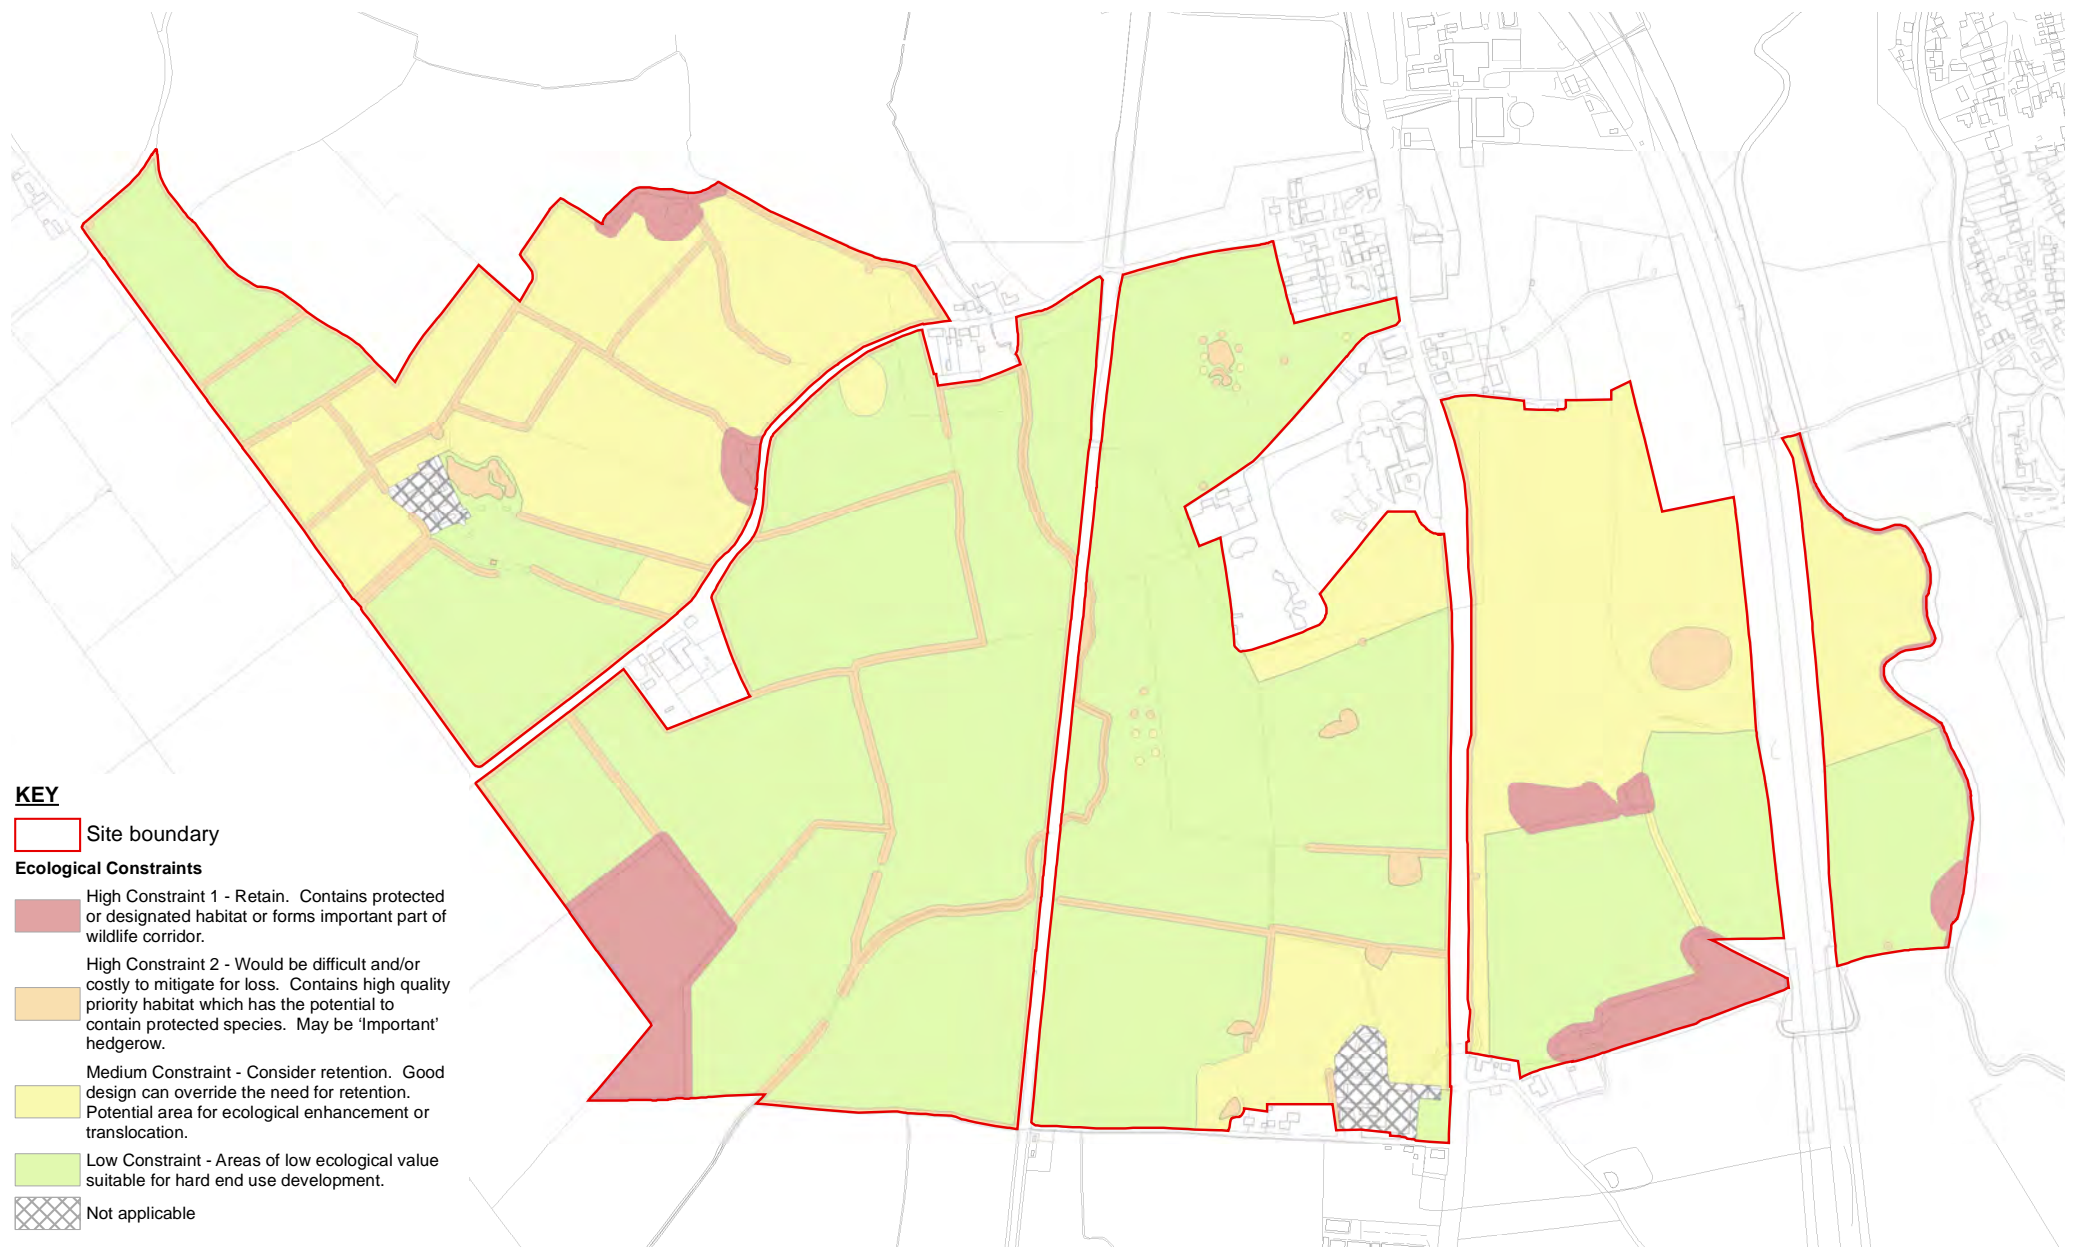 KEY
Site boundary
Ecological Constraints
High Constraint 1 - Retain. Contains protected
or designated habitat or forms important part of
wildlife corridor.
High Constraint 2 - Would be difficult and/or
costly to mitigate for loss. Contains high quality
priority habitat which has the potential to
contain protected species. May be ‘Important’
hedgerow.
Medium Constraint - Consider retention. Good
design can override the need for retention.
Potential area for ecological enhancement or
translocation.
Low Constraint - Areas of low ecological value
suitable for hard end use development.
Not applicable